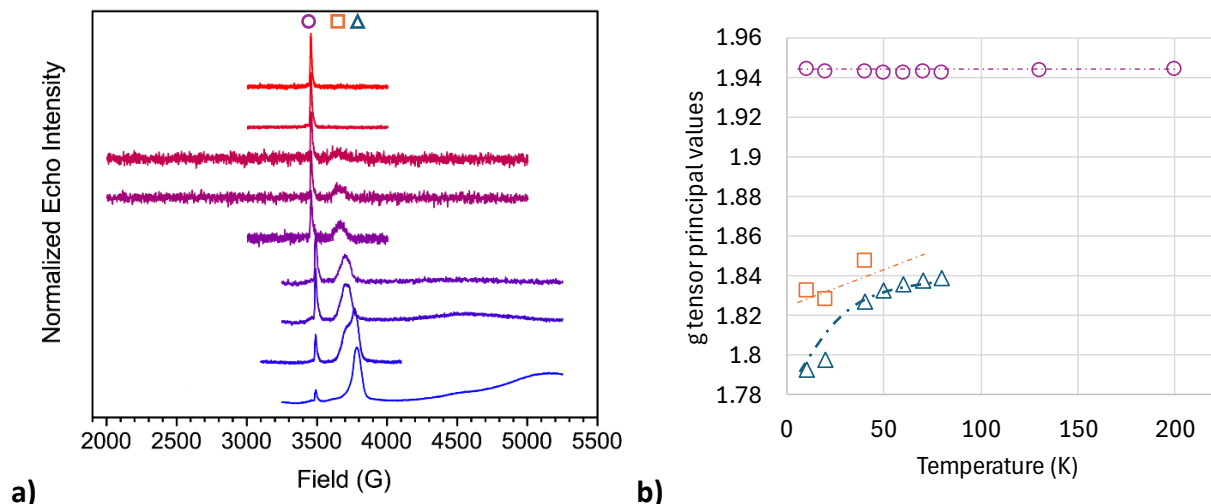 Normalized Echo Intensity
2000 2500 3000 3500 4000 4500 5000 5500
Field (G)
a)
g tensor principal values
1.96
1.94
1.92
1.9
1.88
1.86
1.84
1.82
1.8
1.78
0 50 100 150 200
Temperature (K)
b)